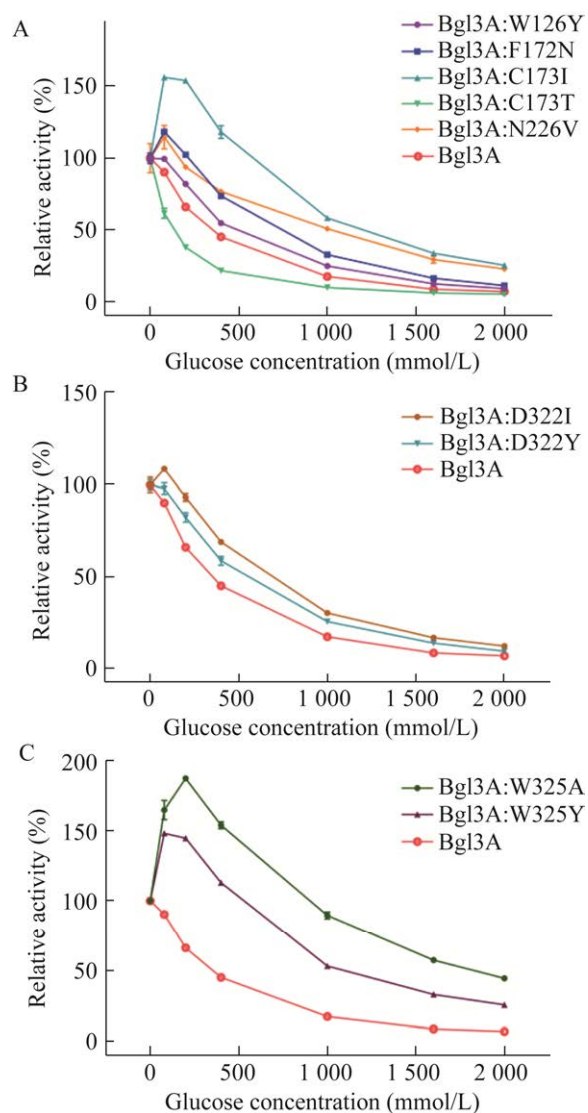 A
Bgl3A:W126Y
Bgl3A:F172N
Bgl3A:C173I
Bgl3A:C173T
Bgl3A:N226V
Bgl3A
Relative activity (%)
150
100
50
0
0 500 1 000 1 500 2 000
Glucose concentration (mmol/L)
B
Bgl3A:D322I
Bgl3A:D322Y
Bgl3A
Relative activity (%)
150
100
50
0
0 500 1 000 1 500 2 000
Glucose concentration (mmol/L)
C
Bgl3A:W325A
Bgl3A:W325Y
Bgl3A
Relative activity (%)
200
150
100
50
0
0 500 1 000 1 500 2 000
Glucose concentration (mmol/L)